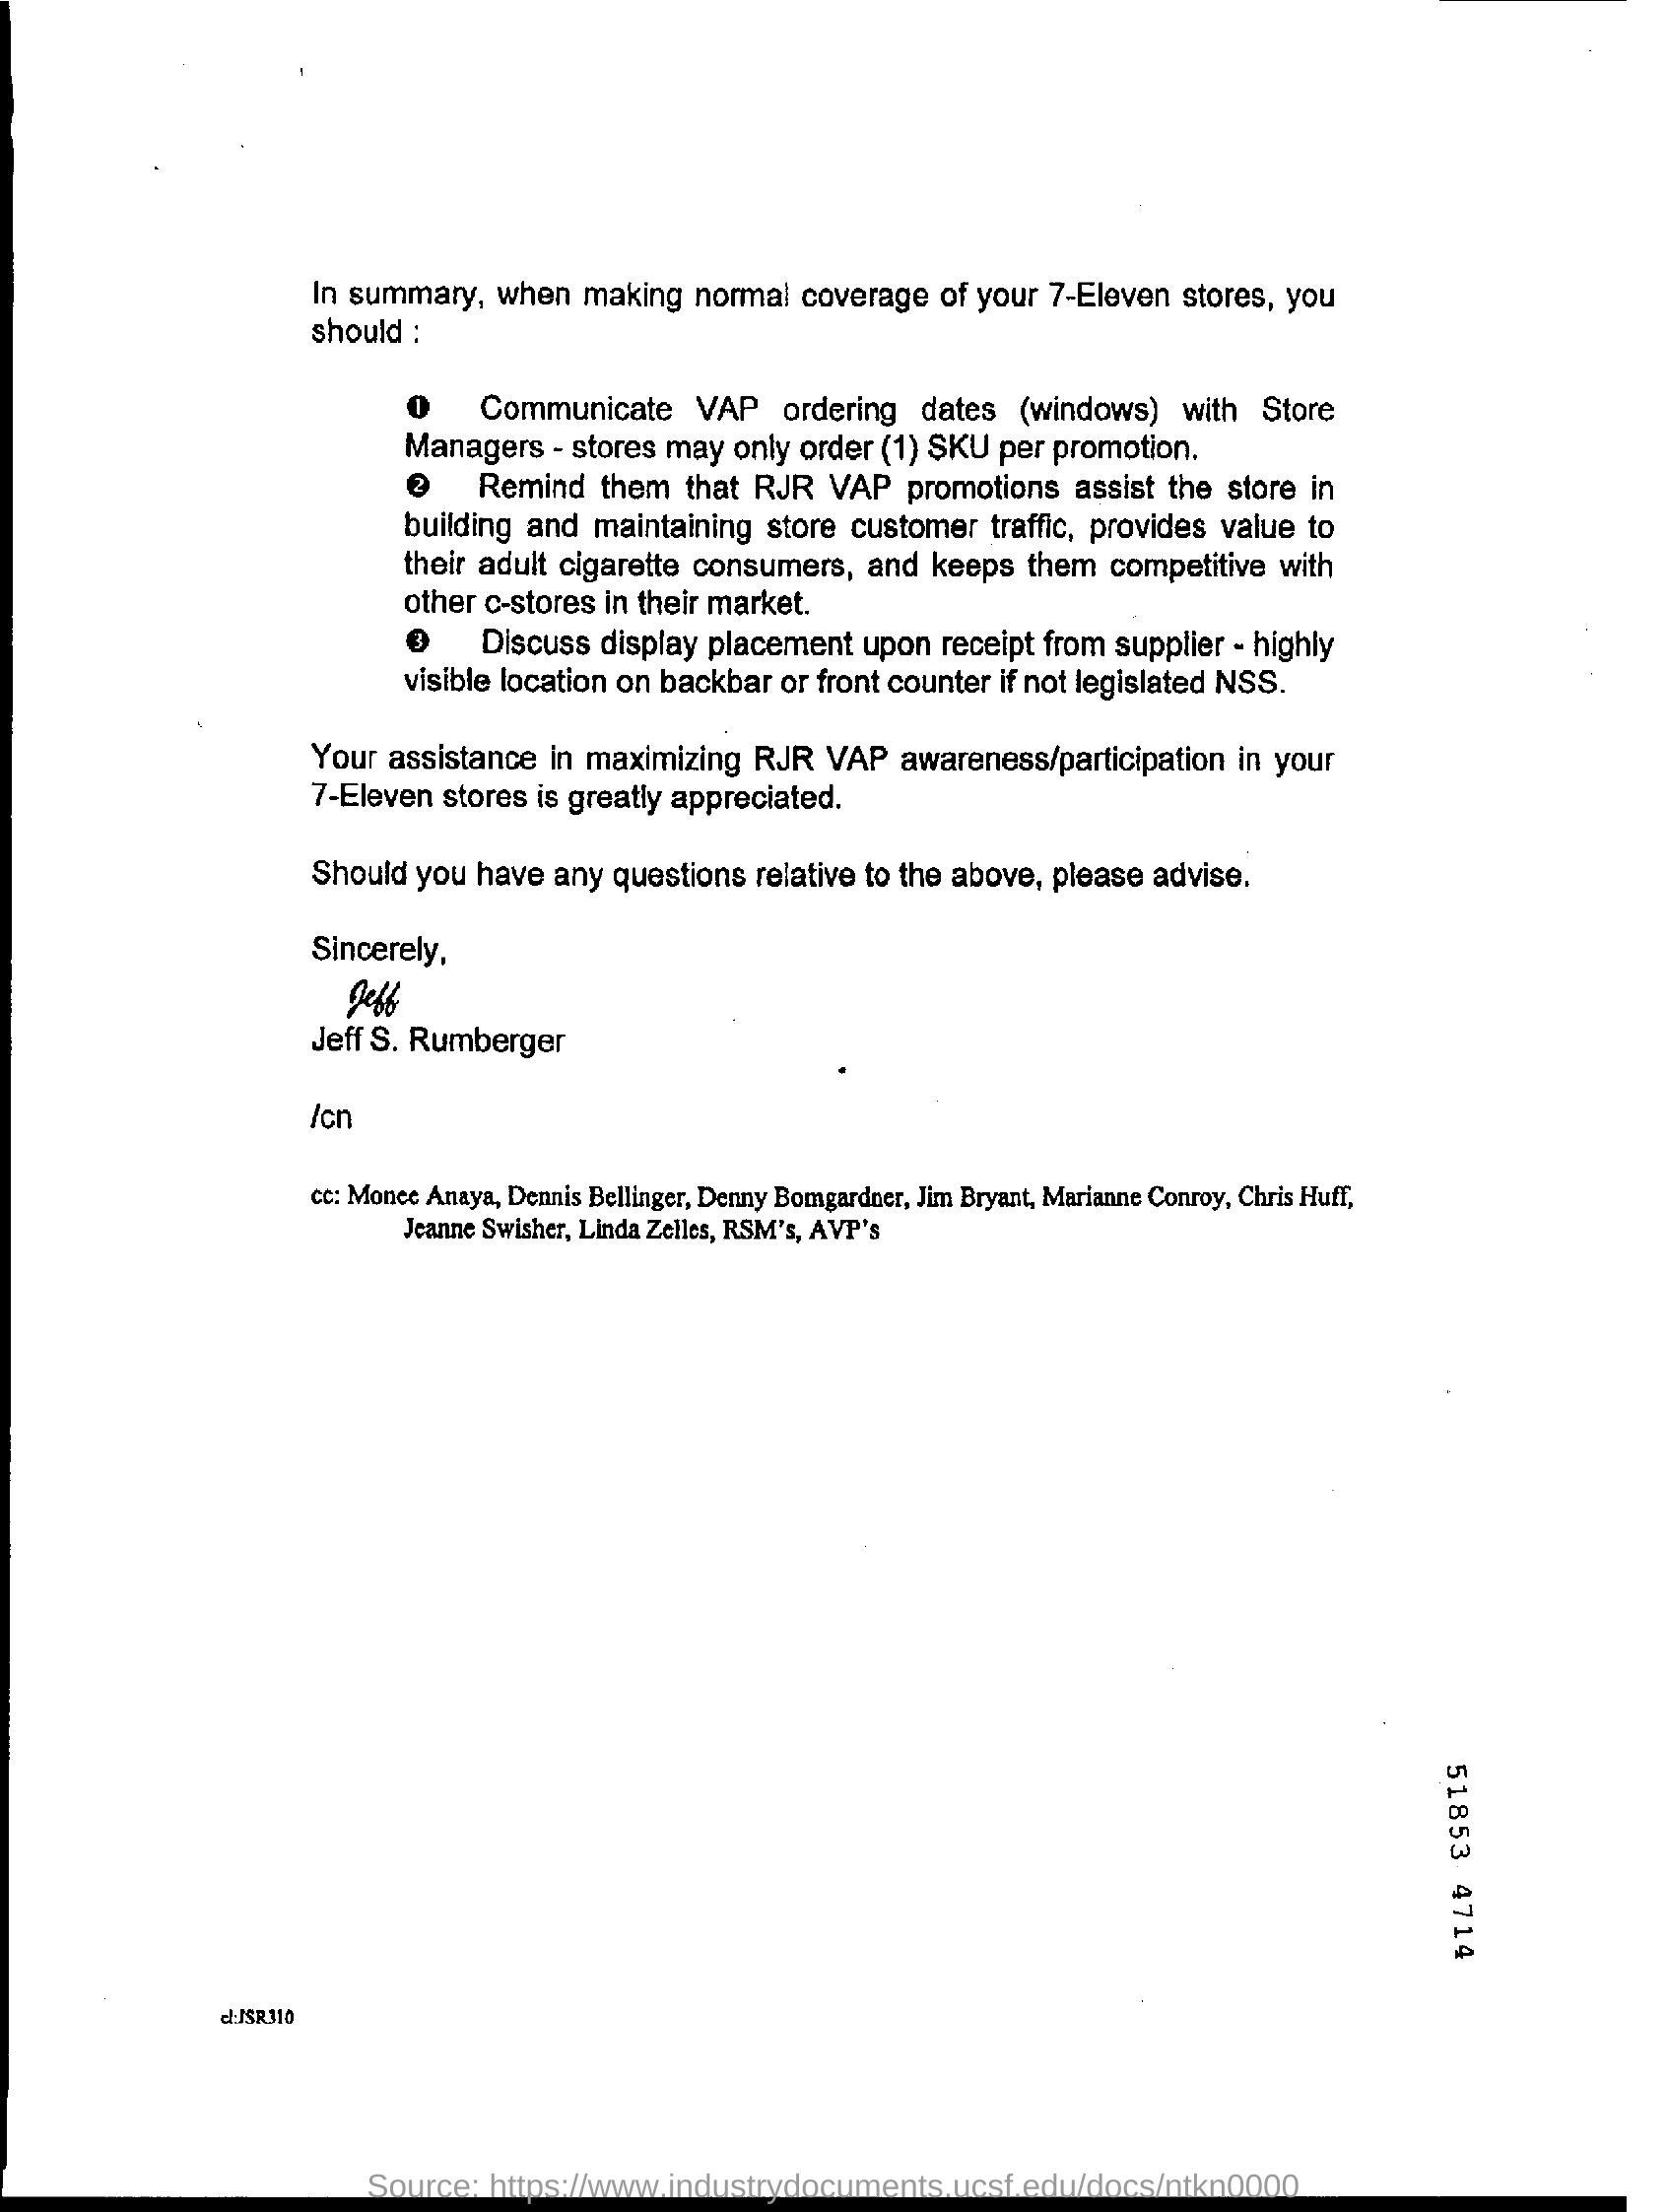 In summary, when making normal coverage of your 7-Eleven stores, you
should :
❶ Communicate VAP ordering dates (windows) with Store
Managers - stores may only order (1) SKU per promotion.
❷ Remind them that RJR VAP promotions assist the store in
building and maintaining store customer traffic, provides value to
their adult cigarette consumers, and keeps them competitive with
other c-stores in their market.
❸ Discuss display placement upon receipt from supplier - highly
visible location on backbar or front counter if not legislated NSS.
Your assistance in maximizing RJR VAP awareness/participation in your
7-Eleven stores is greatly appreciated.
Should you have any questions relative to the above, please advise.
Sincerely,
Jeff
Jeff S. Rumberger
/cn
cc: Monee Anaya, Dennis Bellinger, Denny Bomgardner, Jim Bryant, Marianne Conroy, Chris Huff,
Jeanne Swisher, Linda Zelles, RSM's, AVP's
51853 4714
cl:JSR310
Source: https://www.industrydocuments.ucsf.edu/docs/ntkn0000